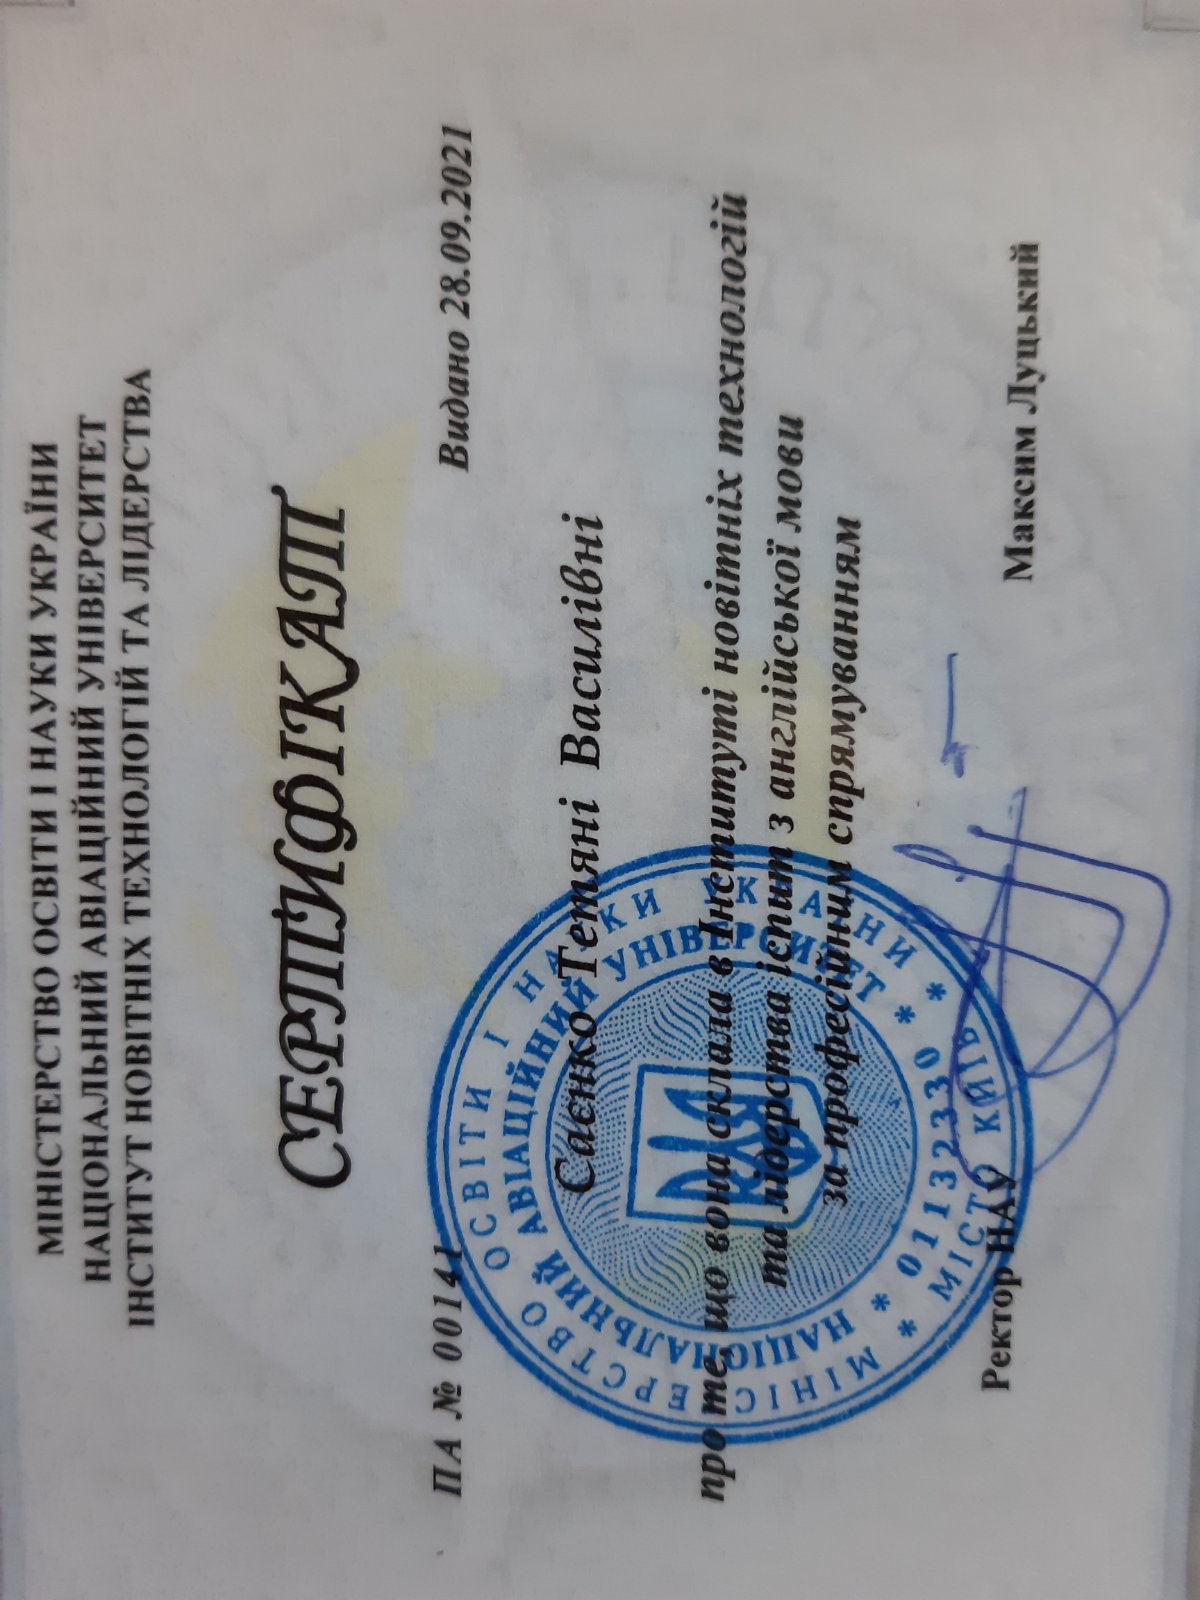 МІНІСТЕРСТВО ОСВІТИ І НАУКИ УКРАЇНИ
НАЦІОНАЛЬНИЙ АВІАЦІЙНИЙ УНІВЕРСИТЕТ
ІНСТИТУТ НОВІТНІХ ТЕХНОЛОГІЙ ТА ЛІДЕРСТВА
СЕРТИФІКАТ
ПА № 00141 Видано 28.09.2021
Саєнко Тетяні Василівні
про те, що вона склала в Інституті новітніх технологій
та лідерства іспит з англійської мови
за професійним спрямуванням
Ректор НАУ Максим Луцький
* МІНІСТЕРСТВО ОСВІТИ І НАУКИ УКРАЇНИ * МІСТО КИЇВ
* НАЦІОНАЛЬНИЙ АВІАЦІЙНИЙ УНІВЕРСИТЕТ * 01132330